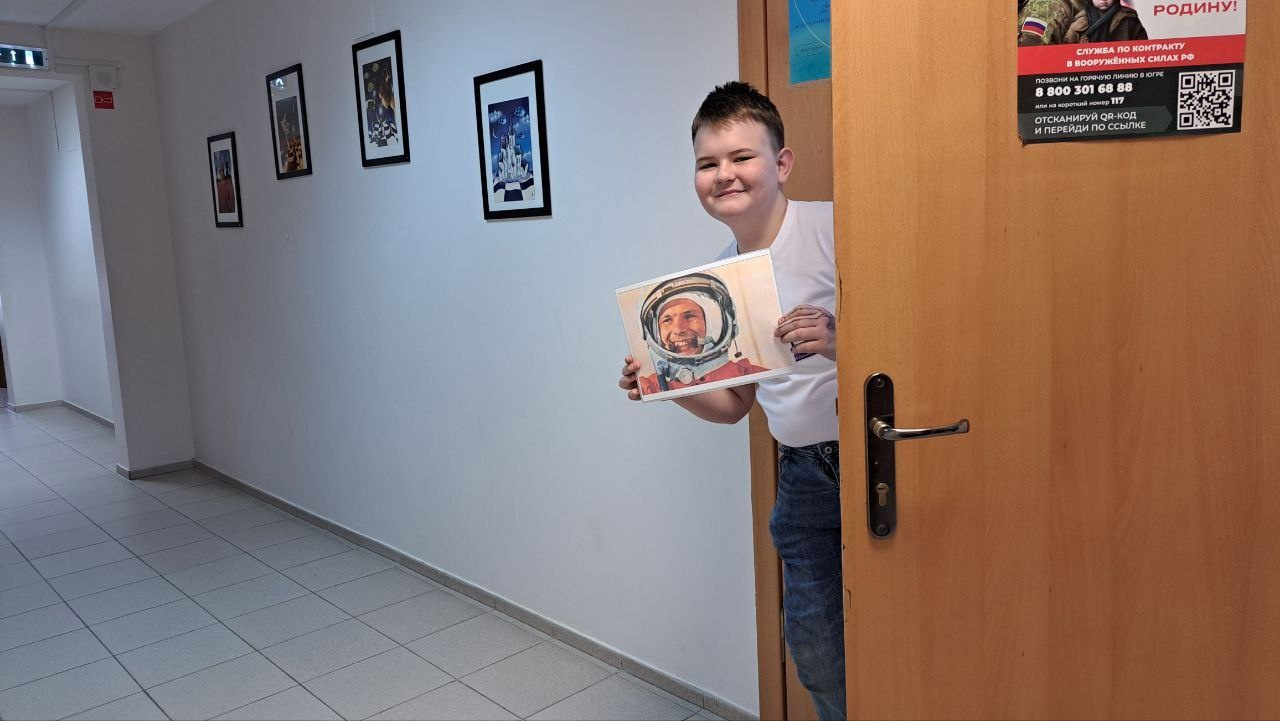 РОДИНУ!
СЛУЖБА ПО КОНТРАКТУ
В ВООРУЖЁННЫХ СИЛАХ РФ
ПОЗВОНИ НА ГОРЯЧУЮ ЛИНИЮ В ЮГРЕ
8 800 301 68 88
или на короткий номер 117
ОТСКАНИРУЙ QR-КОД
И ПЕРЕЙДИ ПО ССЫЛКЕ